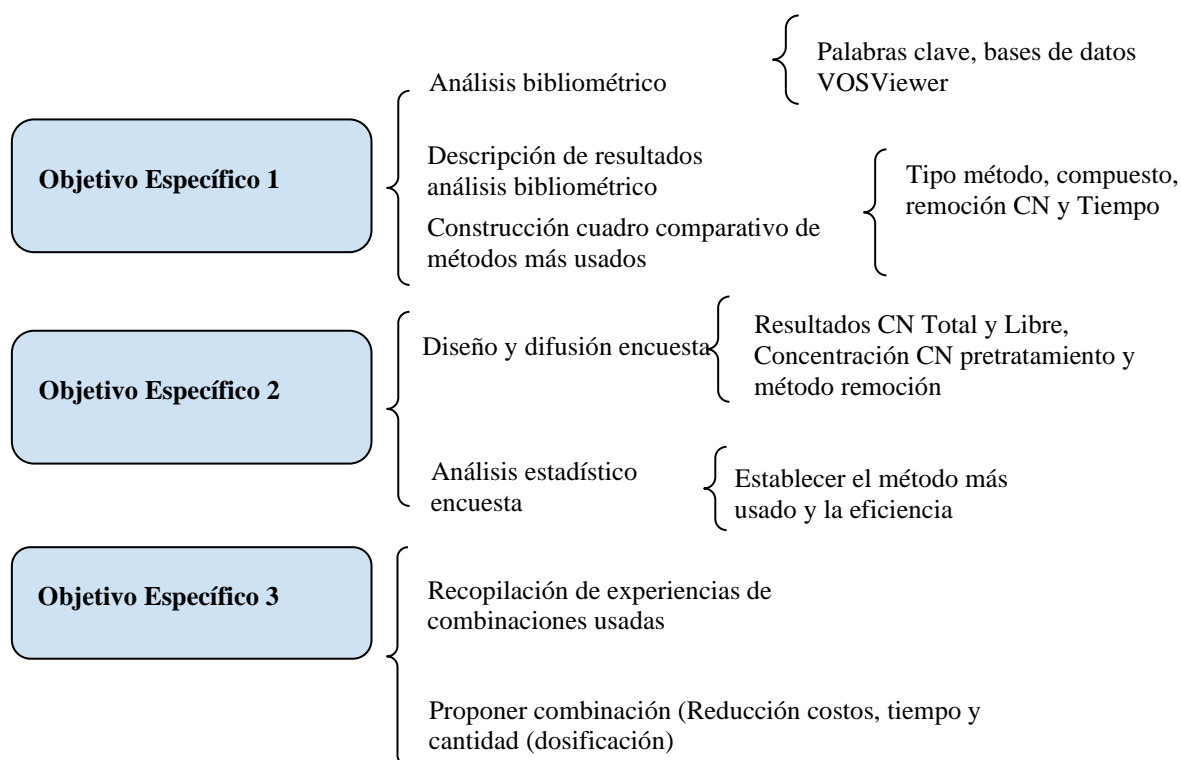 Objetivo Específico 1
Análisis bibliométrico
Palabras clave, bases de datos
VOSViewer
Descripción de resultados
análisis bibliométrico
Construcción cuadro comparativo de
métodos más usados
Tipo método, compuesto,
remoción CN y Tiempo
Objetivo Específico 2
Diseño y difusión encuesta
Resultados CN Total y Libre,
Concentración CN pretratamiento y
método remoción
Análisis estadístico
encuesta
Establecer el método más
usado y la eficiencia
Objetivo Específico 3
Recopilación de experiencias de
combinaciones usadas
Proponer combinación (Reducción costos, tiempo y
cantidad (dosificación)